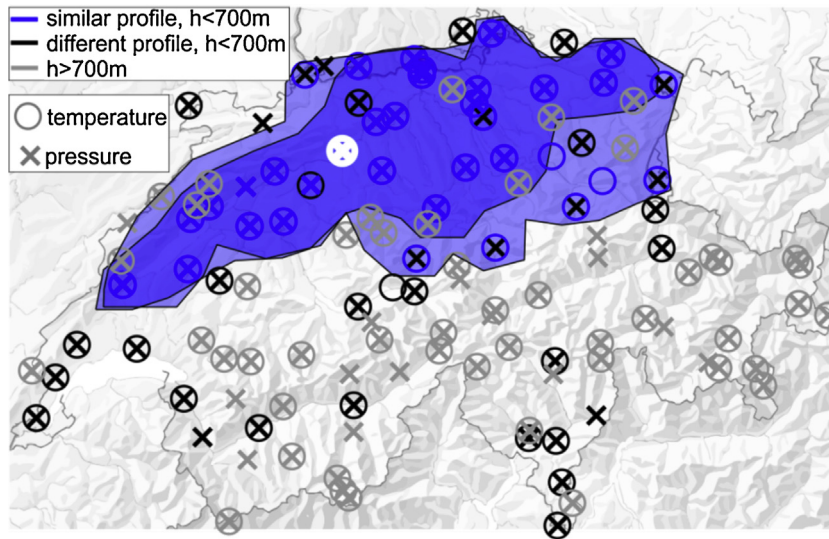 similar profile, h<700m
different profile, h<700m
h>700m
temperature
pressure